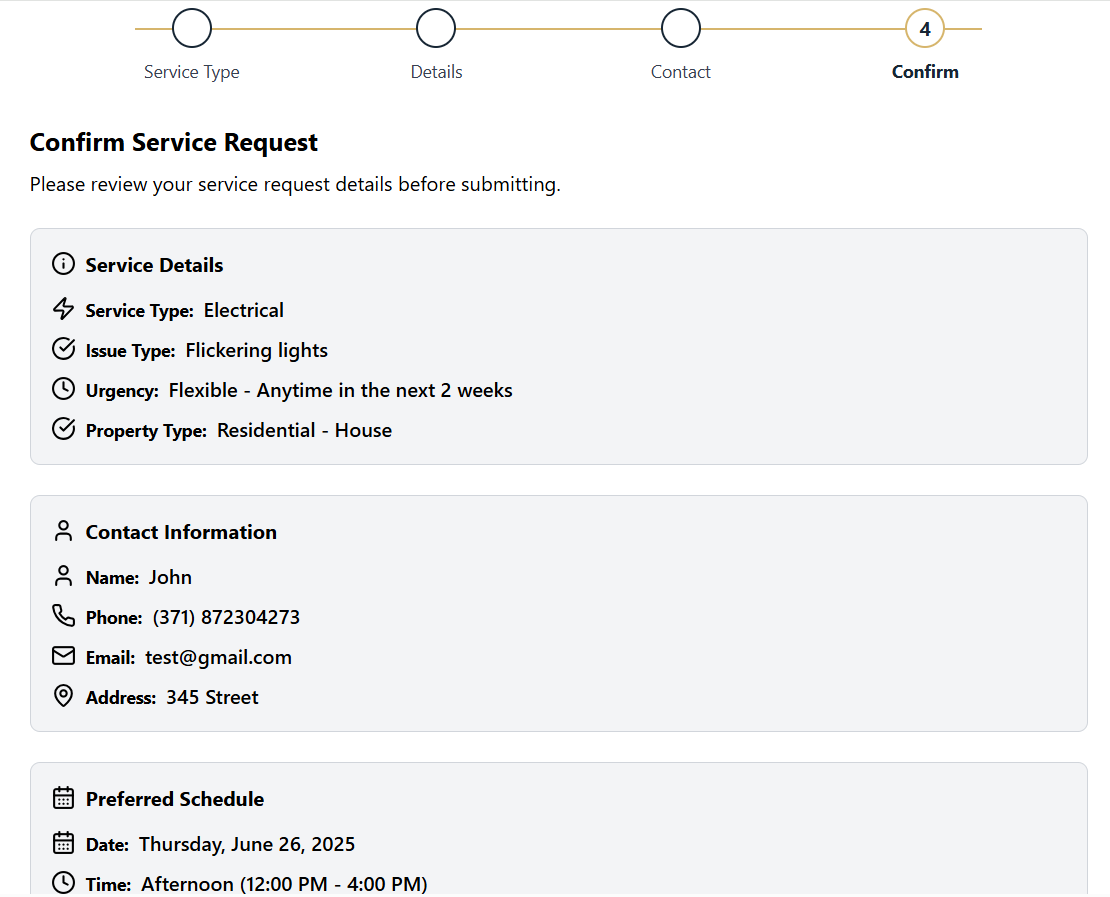 4
Service Type Details Contact Confirm
Confirm Service Request
Please review your service request details before submitting.
Service Details
Service Type: Electrical
Issue Type: Flickering lights
Urgency: Flexible - Anytime in the next 2 weeks
Property Type: Residential - House
Contact Information
Name: John
Phone: (371) 872304273
Email: test@gmail.com
Address: 345 Street
Preferred Schedule
Date: Thursday, June 26, 2025
Time: Afternoon (12:00 PM - 4:00 PM)